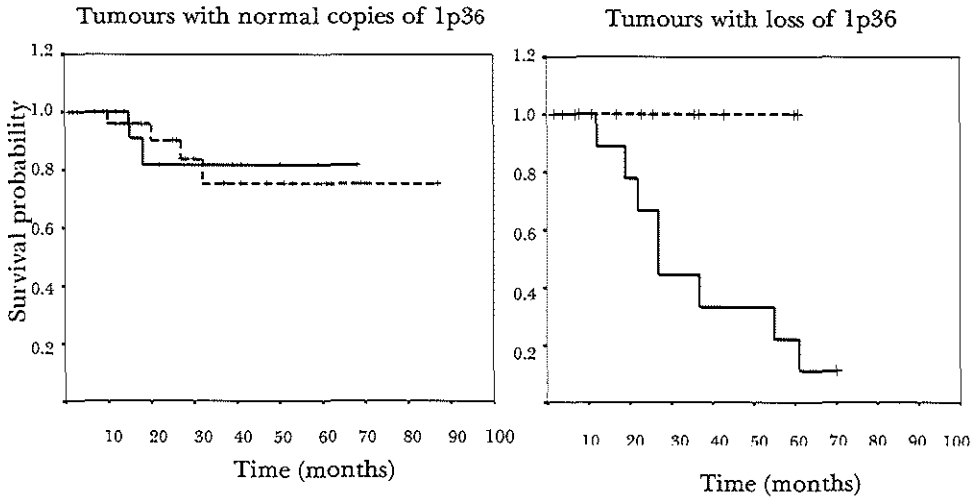 Tumours with normal copies of 1p36
1.2
1.0
0.8
0.6
0.4
0.2
Survival probability
10 20 30 40 50 60 70 80 90 100
Time (months)
Tumours with loss of 1p36
1.2
1.0
0.8
0.6
0.4
0.2
10 20 30 40 50 60 70 80 90 100
Time (months)